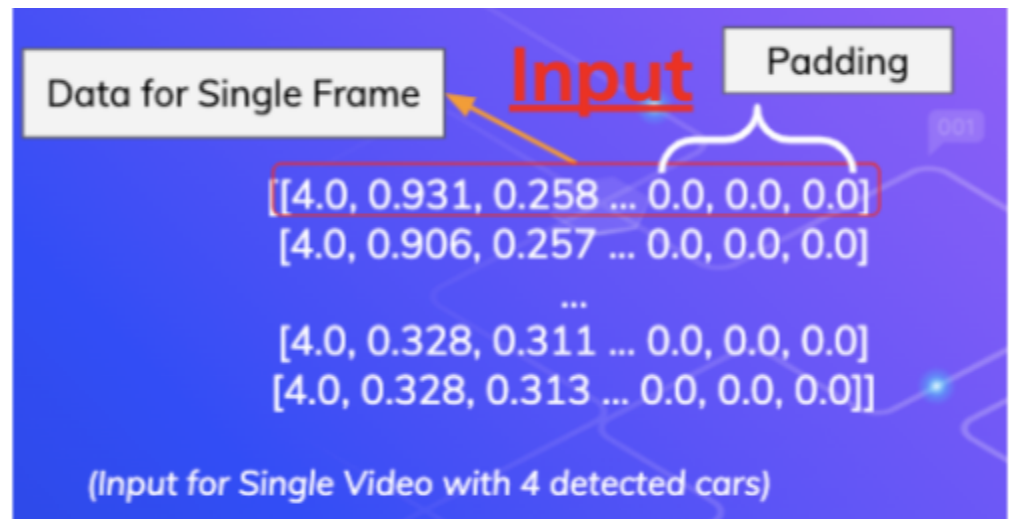 Input
Padding
Data for Single Frame
001
[[4.0, 0.931, 0.258 ... 0.0, 0.0, 0.0]
[4.0, 0.906, 0.257 ... 0.0, 0.0, 0.0]
...
[4.0, 0.328, 0.311 ... 0.0, 0.0, 0.0]
[4.0, 0.328, 0.313 ... 0.0, 0.0, 0.0]]
(Input for Single Video with 4 detected cars)